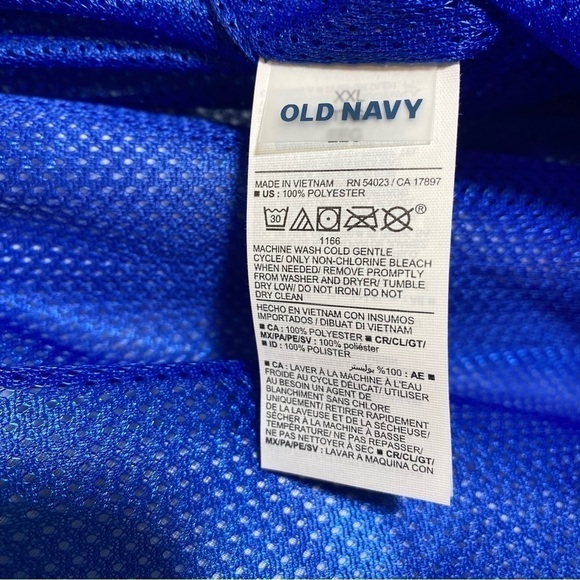 XXL
OLD NAVY
MADE IN VIETNAM RN 54023 / CA 17897
■ US : 100% POLYESTER
30 ®
1166
MACHINE WASH COLD GENTLE
CYCLE/ ONLY NON-CHLORINE BLEACH
WHEN NEEDED/ REMOVE PROMPTLY
FROM WASHER AND DRYER/ TUMBLE
DRY LOW/ DO NOT IRON/ DO NOT
DRY CLEAN
HECHO EN VIETNAM CON INSUMOS
IMPORTADOS / DIBUAT DI VIETNAM
■ CA : 100% POLYESTER ■ CR/CL/GT/
MX/PA/PE/SV : 100% poliéster
■ ID : 100% POLISTER
100% بوليستر : AE ■
■ CA : LAVER À LA MACHINE À L'EAU
FROIDE AU CYCLE DÉLICAT/ UTILISER
AU BESOIN UN AGENT DE
BLANCHIMENT SANS CHLORE
UNIQUEMENT/ RETIRER RAPIDEMENT
DE LA LAVEUSE ET DE LA SÉCHEUSE/
SÉCHER À LA MACHINE À BASSE
TEMPÉRATURE/ NE PAS REPASSER/
NE PAS NETTOYER À SEC ■ CR/CL/GT/
MX/PA/PE/SV : LAVAR A MAQUINA CON